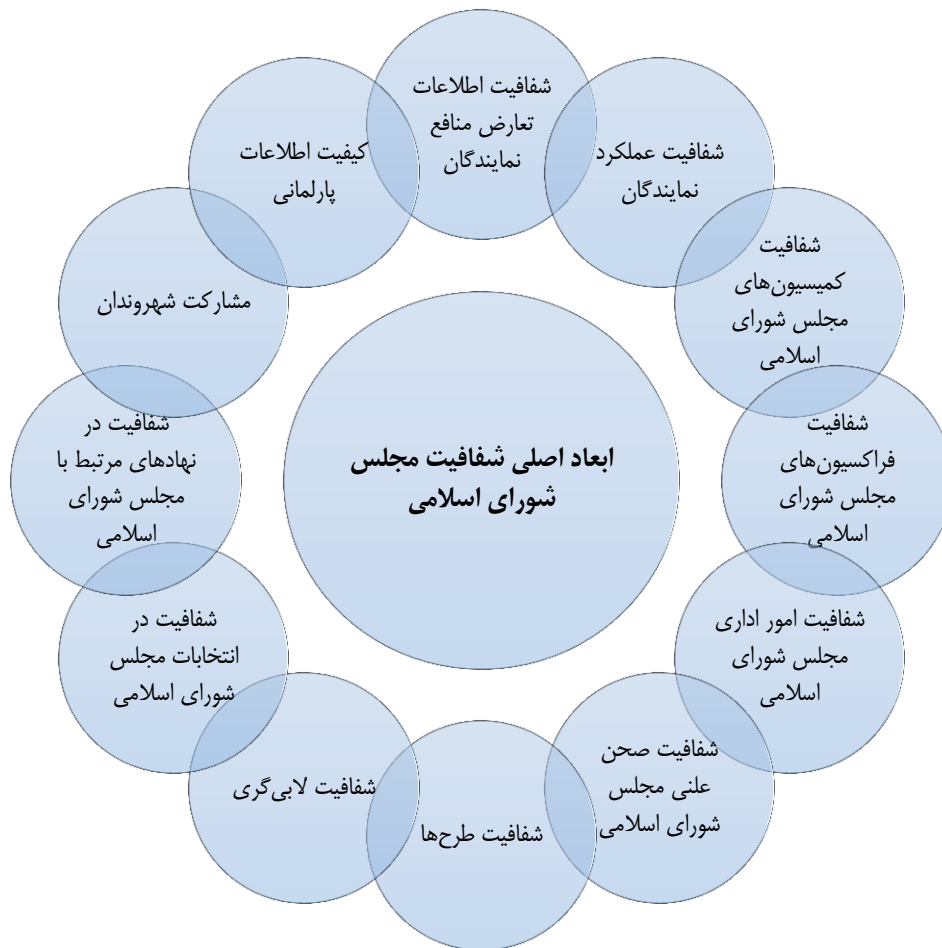 شفافیت اطلاعات
تعارض منافع
نمایندگان
شفافیت عملکرد
نمایندگان
شفافیت
کمیسیون‌های
مجلس شورای
اسلامی
شفافیت
فراکسیون‌های
مجلس شورای
اسلامی
شفافیت امور اداری
مجلس شورای
اسلامی
شفافیت صحن
علنی مجلس
شورای اسلامی
شفافیت طرح‌ها
شفافیت لابی‌گری
شفافیت در
انتخابات مجلس
شورای اسلامی
شفافیت در
نهادهای مرتبط با
مجلس شورای
اسلامی
مشارکت شهروندان
کیفیت اطلاعات
پارلمانی
ابعاد اصلی شفافیت مجلس
شورای اسلامی